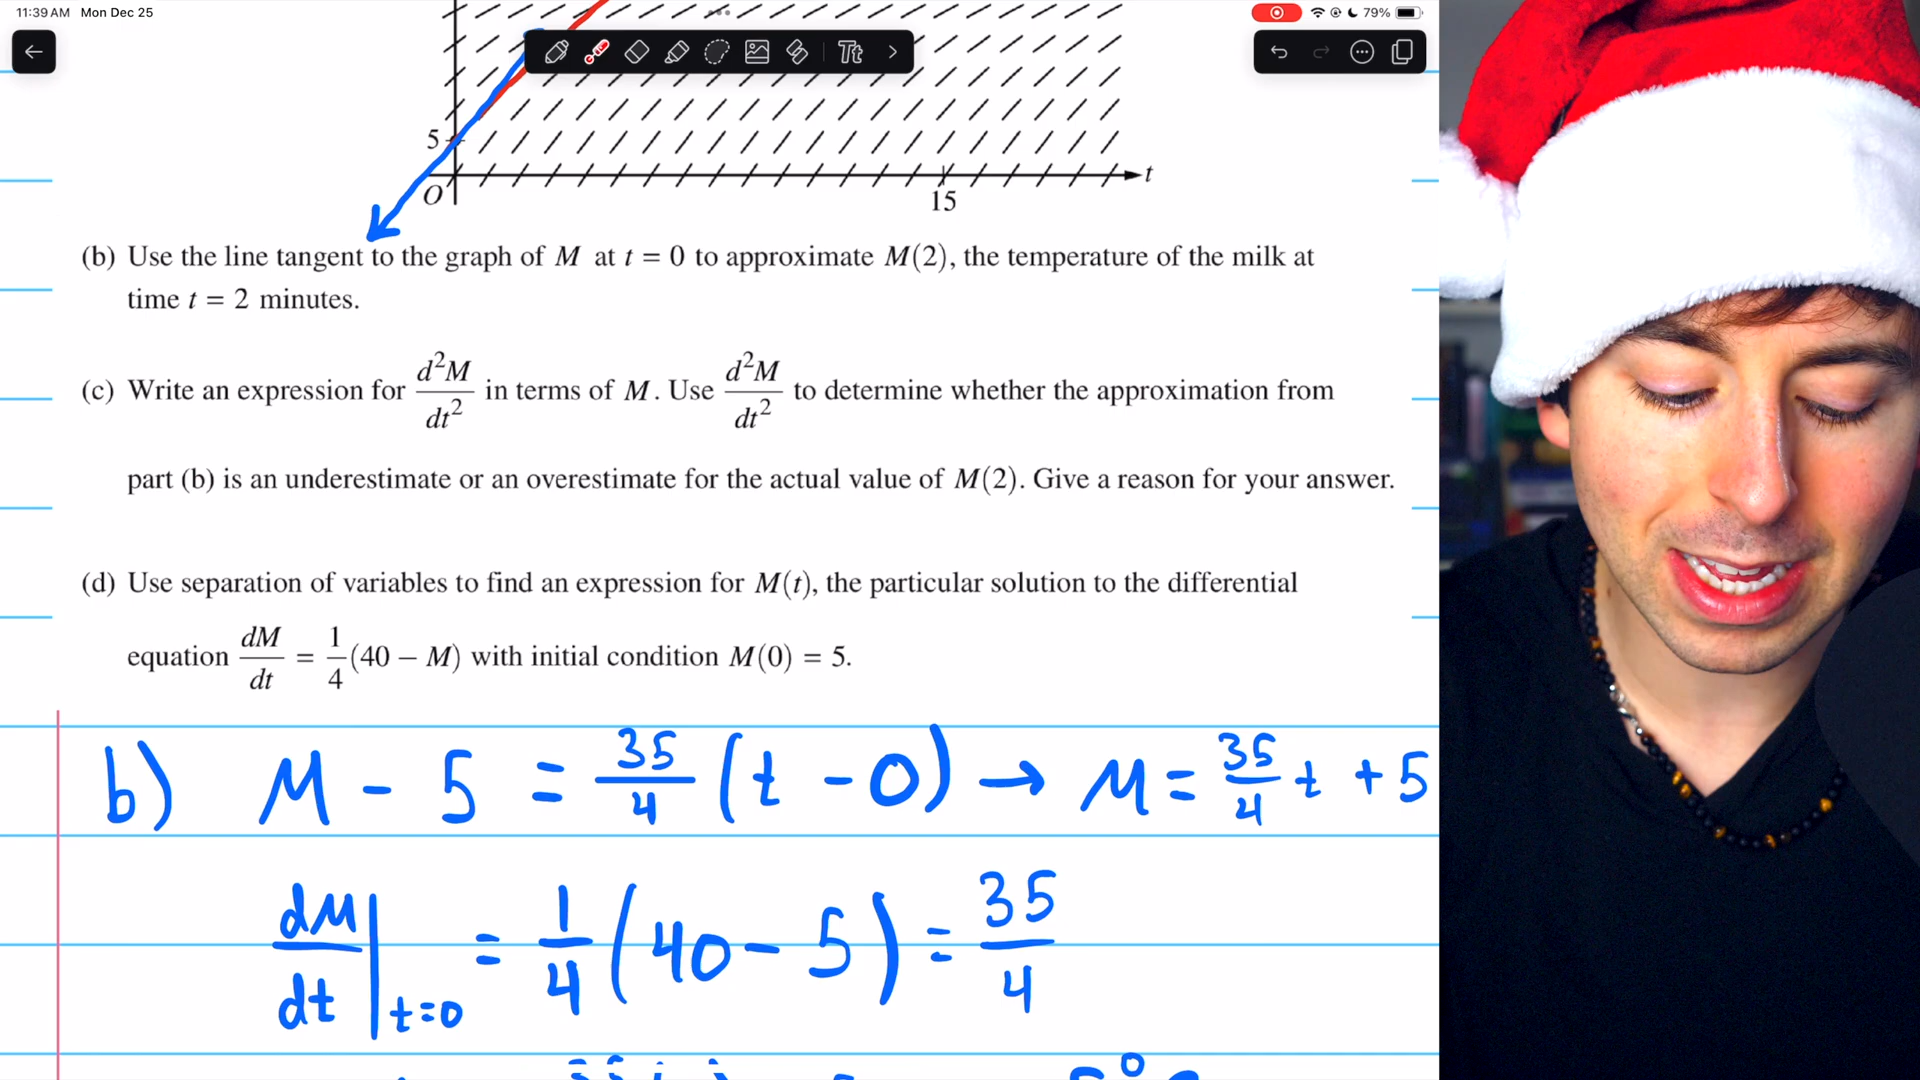 11:39 AM Mon Dec 25
79%
Tt
5
O
15
t
(b) Use the line tangent to the graph of M at t = 0 to approximate M(2), the temperature of the milk at
time t = 2 minutes.
(c) Write an expression for d²M/dt² in terms of M. Use d²M/dt² to determine whether the approximation from
part (b) is an underestimate or an overestimate for the actual value of M(2). Give a reason for your answer.
(d) Use separation of variables to find an expression for M(t), the particular solution to the differential
equation dM/dt = 1/4(40 – M) with initial condition M(0) = 5.
b) M - 5 = 35/4 (t - 0) → M = 35/4 t + 5
dM/dt | t=0 = 1/4 (40 - 5) = 35/4